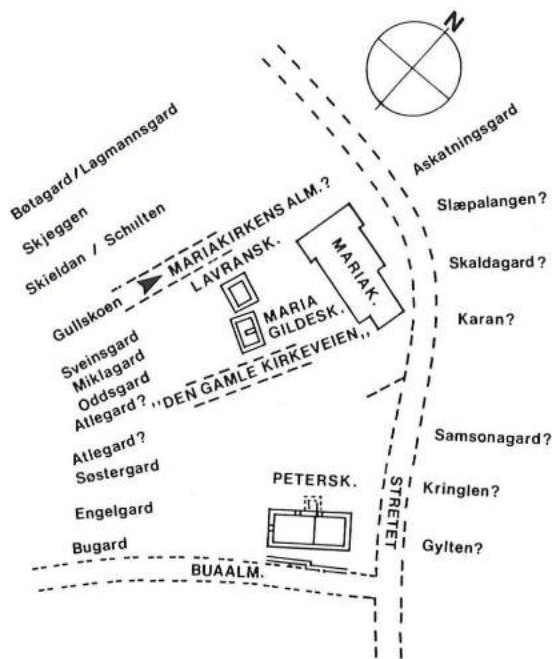 N
Askatningsgard
Bøtagard/Lagmannsgard
Slæpalangen?
Skjeggen
MARIAKIRKENS ALM.?
Skieldan / Schulten
LAVRANSK.
Skaldagard?
MARIAK.
Gullskoen
MARIA
GILDESK.
Karan?
Sveinsgard
Miklagard
Oddsgard
Atlegard?
,,DEN GAMLE KIRKEVEIEN,,
Atlegard?
Søstergard
Samsonagard?
PETERSK.
STRETET
Kringlen?
Engelgard
Bugard
Gylten?
BUAALM.